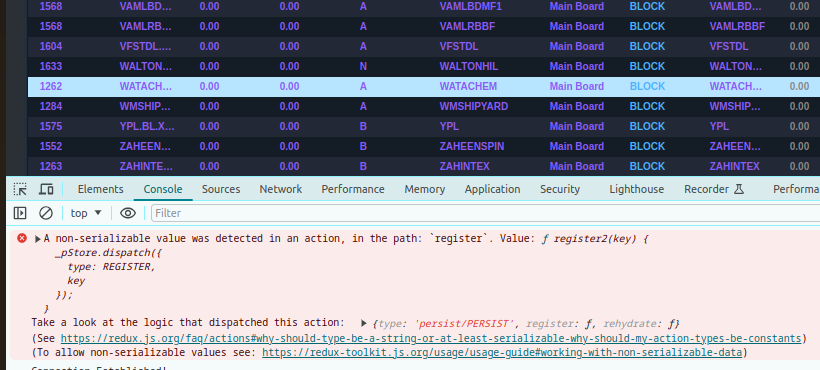 1568 VAMLBD... 0.00 0.00 A VAMLBDMF1 Main Board BLOCK VAMLBD... 0.00
1568 VAMLRB... 0.00 0.00 A VAMLRBBF Main Board BLOCK VAMLRBBF 0.00
1604 VFSTDL.... 0.00 0.00 A VFSTDL Main Board BLOCK VFSTDL 0.00
1633 WALTON... 0.00 0.00 N WALTONHIL Main Board BLOCK WALTON... 0.00
1262 WATACH... 0.00 0.00 A WATACHEM Main Board BLOCK WATACH... 0.00
1284 WMSHIP... 0.00 0.00 A WMSHIPYARD Main Board BLOCK WMSHIP... 0.00
1575 YPL.BL.X... 0.00 0.00 B YPL Main Board BLOCK YPL 0.00
1552 ZAHEEN... 0.00 0.00 B ZAHEENSPIN Main Board BLOCK ZAHEEN... 0.00
1263 ZAHINTE... 0.00 0.00 B ZAHINTEX Main Board BLOCK ZAHINTEX 0.00
Elements Console Sources Network Performance Memory Application Security Lighthouse Recorder Performa
top Filter
A non-serializable value was detected in an action, in the path: `register`. Value: ƒ register2(key) {
_pStore.dispatch({
type: REGISTER,
key
});
}
Take a look at the logic that dispatched this action: {type: 'persist/PERSIST', register: ƒ, rehydrate: ƒ}
(See https://redux.js.org/faq/actions#why-should-type-be-a-string-or-at-least-serializable-why-should-my-action-types-be-constants)
(To allow non-serializable values see: https://redux-toolkit.js.org/usage/usage-guide#working-with-non-serializable-data)
Connection Established!